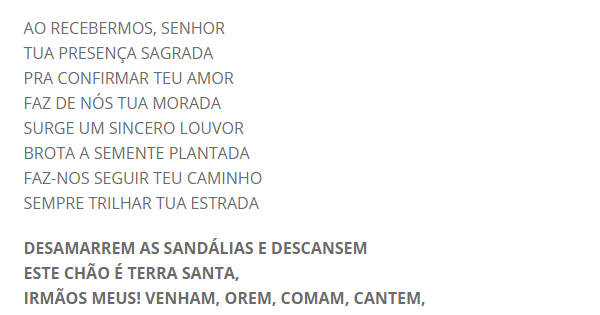 AO RECEBERMOS, SENHOR
TUA PRESENÇA SAGRADA
PRA CONFIRMAR TEU AMOR
FAZ DE NÓS TUA MORADA
SURGE UM SINCERO LOUVOR
BROTA A SEMENTE PLANTADA
FAZ-NOS SEGUIR TEU CAMINHO
SEMPRE TRILHAR TUA ESTRADA
DESAMARREM AS SANDÁLIAS E DESCANSEM
ESTE CHÃO É TERRA SANTA,
IRMÃOS MEUS! VENHAM, OREM, COMAM, CANTEM,